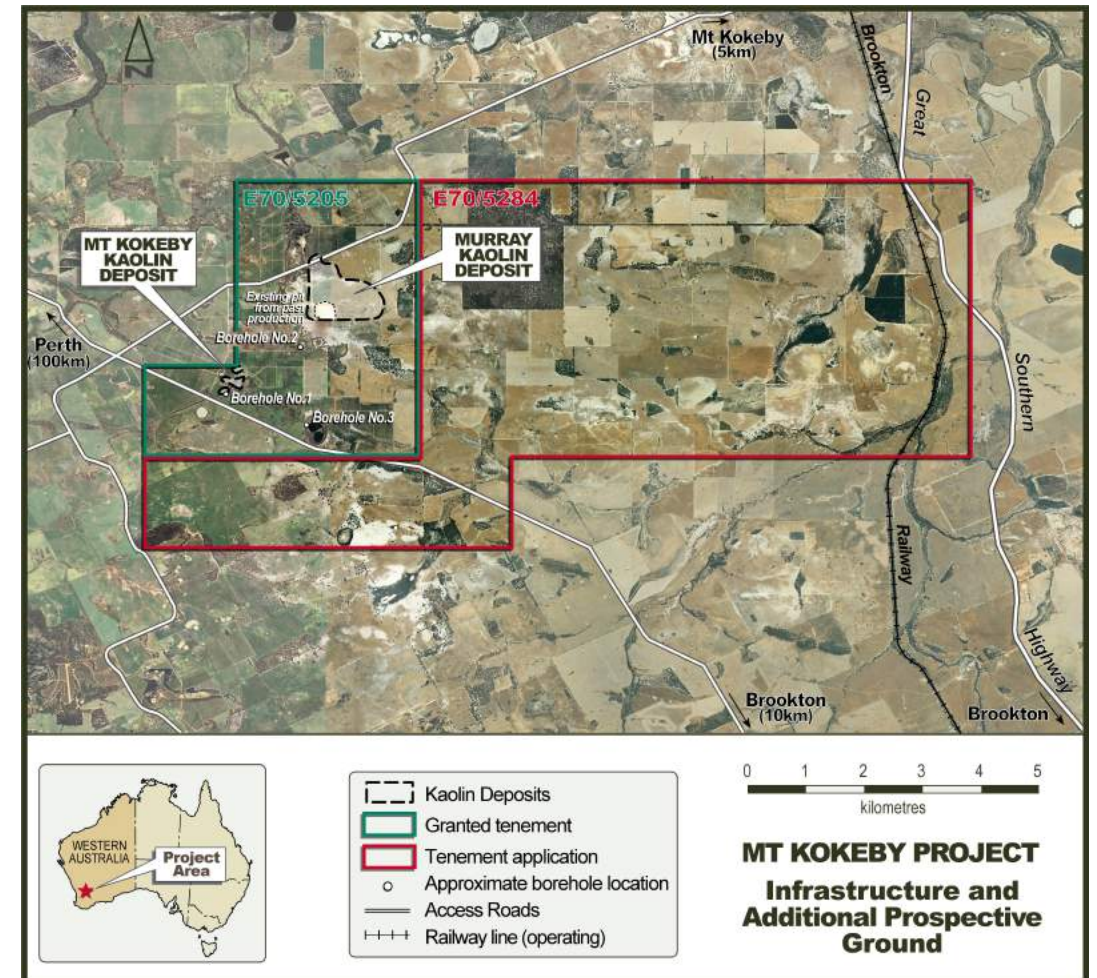 N
Mt Kokeby
(5km)
Brookton
Great
E70/5205
E70/5284
MT KOKEBY
KAOLIN
DEPOSIT
MURRAY
KAOLIN
DEPOSIT
Existing pit
from past
production
Borehole No.2
Perth
(100km)
Borehole No.1
Borehole No.3
Southern
Railway
Highway
Brookton
(10km)
Brookton
WESTERN
AUSTRALIA
Project
Area
Kaolin Deposits
Granted tenement
Tenement application
Approximate borehole location
Access Roads
Railway line (operating)
0 1 2 3 4 5
kilometres
MT KOKEBY PROJECT
Infrastructure and
Additional Prospective
Ground